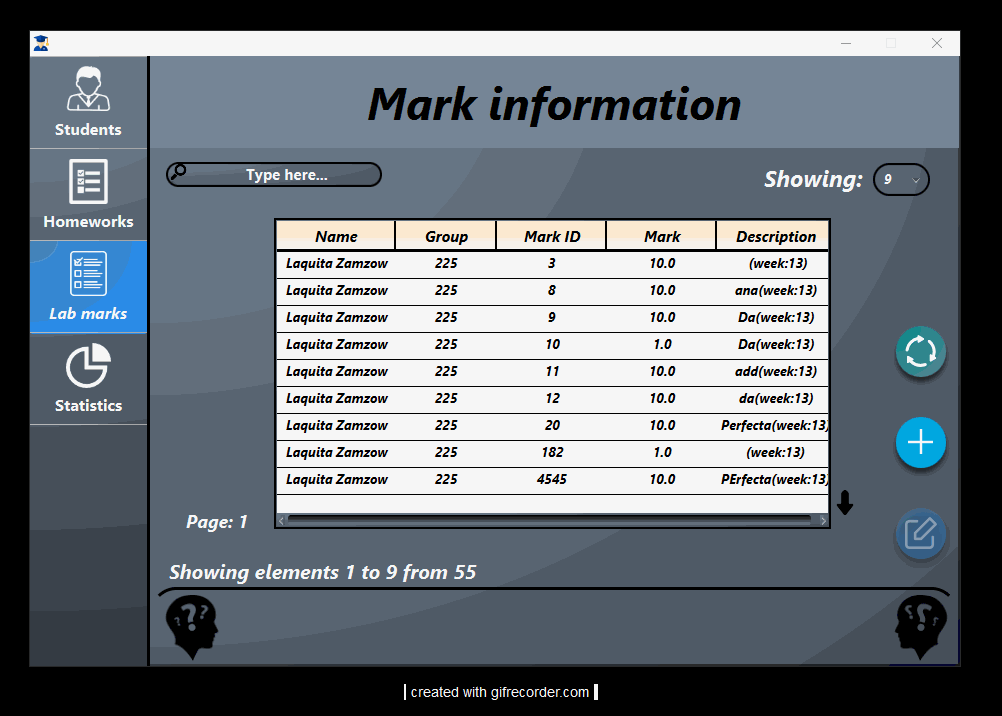 Mark information
Students
Homeworks
Lab marks
Statistics
Type here...
Showing: 9
Name Group Mark ID Mark Description
Laquita Zamzow 225 3 10.0 (week:13)
Laquita Zamzow 225 8 10.0 ana(week:13)
Laquita Zamzow 225 9 10.0 Da(week:13)
Laquita Zamzow 225 10 1.0 Da(week:13)
Laquita Zamzow 225 11 10.0 add(week:13)
Laquita Zamzow 225 12 10.0 da(week:13)
Laquita Zamzow 225 20 10.0 Perfecta(week:13)
Laquita Zamzow 225 182 1.0 (week:13)
Laquita Zamzow 225 4545 10.0 PErfecta(week:13)
Page: 1
Showing elements 1 to 9 from 55
created with gifrecorder.com